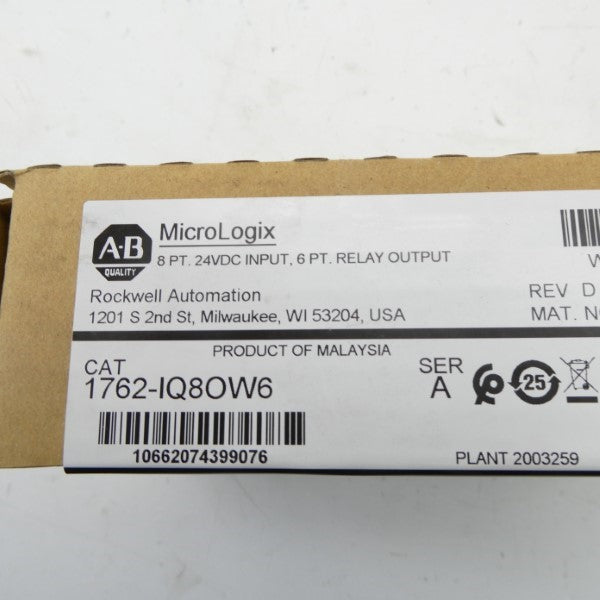 A-B
QUALITY
MicroLogix
8 PT. 24VDC INPUT, 6 PT. RELAY OUTPUT
Rockwell Automation
1201 S 2nd St, Milwaukee, WI 53204, USA
W
REV D
MAT. NO
PRODUCT OF MALAYSIA
CAT
1762-IQ8OW6
SER
A
25
10662074399076
PLANT 2003259